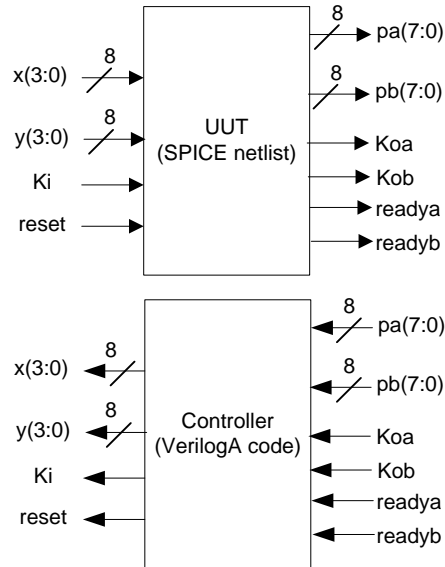 8
pa(7:0)
8
x(3:0)
8
pb(7:0)
8
y(3:0)
UUT
(SPICE netlist)
Koa
Ki
Kob
reset
readya
readyb
8
pa(7:0)
8
x(3:0)
8
pb(7:0)
8
y(3:0)
Controller
(VerilogA code)
Koa
Ki
Kob
readya
reset
readyb